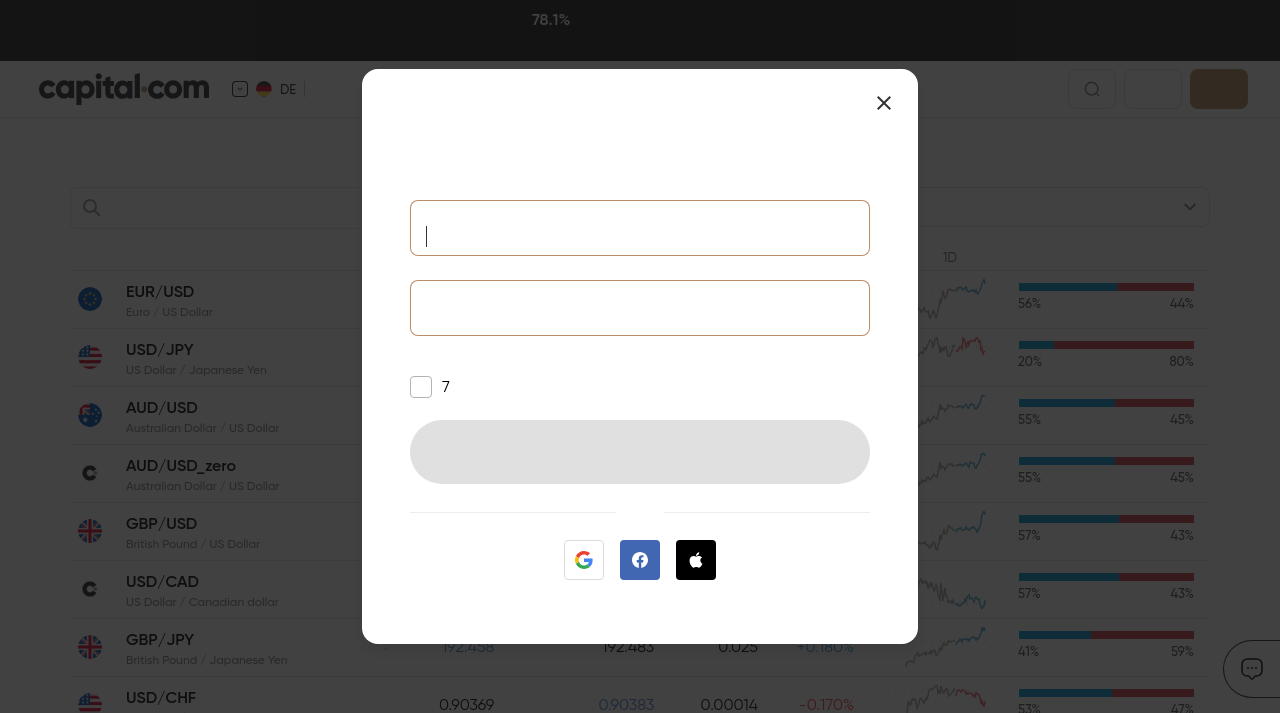 78.1%
capital.com
DE
1D
EUR/USD
Euro / US Dollar
56%
44%
USD/JPY
US Dollar / Japanese Yen
20%
80%
AUD/USD
Australian Dollar / US Dollar
55%
45%
7
AUD/USD_zero
Australian Dollar / US Dollar
55%
45%
GBP/USD
British Pound / US Dollar
57%
43%
USD/CAD
US Dollar / Canadian dollar
57%
43%
GBP/JPY
British Pound / Japanese Yen
192.458
192.483
0.025
+0.180%
41%
59%
USD/CHF
0.90369
0.90383
0.00014
-0.170%
53%
47%